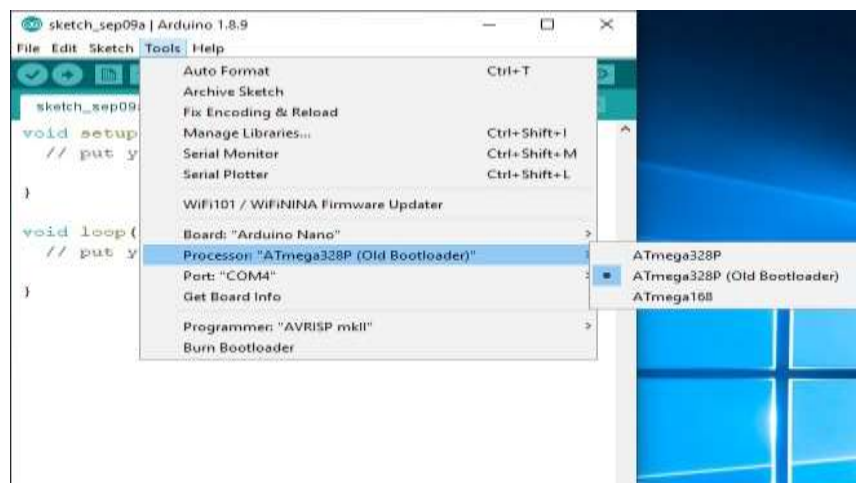 sketch_sep09a | Arduino 1.8.9
File Edit Sketch Tools Help
sketch_sep09a
Auto Format Ctrl+T
Archive Sketch
Fix Encoding & Reload
Manage Libraries... Ctrl+Shift+I
Serial Monitor Ctrl+Shift+M
Serial Plotter Ctrl+Shift+L
WiFi101 / WiFiNINA Firmware Updater
Board: "Arduino Nano"
Processor: "ATmega328P (Old Bootloader)"
Port: "COM4"
Get Board Info
Programmer: "AVRISP mkII"
Burn Bootloader
ATmega328P
ATmega328P (Old Bootloader)
ATmega168
void setup
// put y
}
void loop(
// put y
}